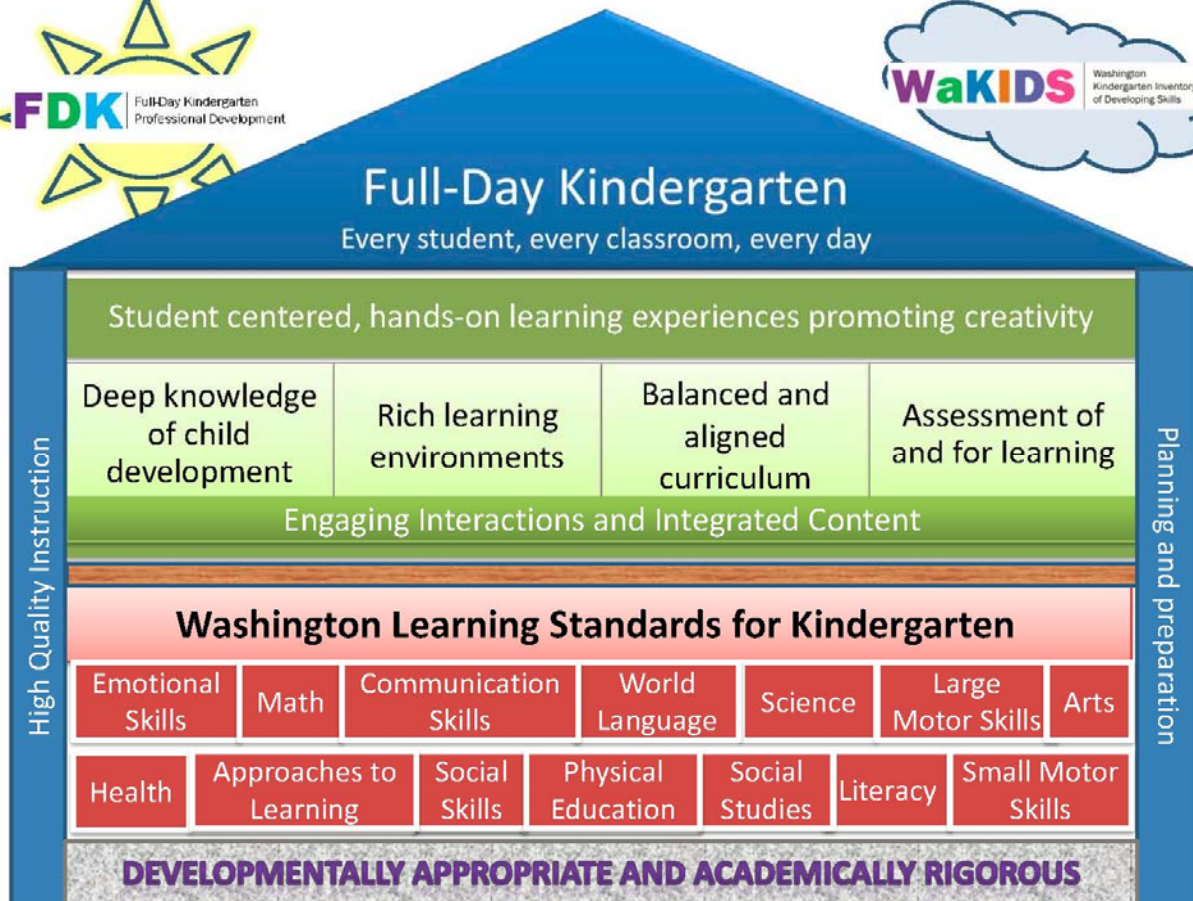 FDK
Full-Day Kindergarten
Professional Development
WaKIDS
Washington
Kindergarten Inventory
of Developing Skills
Full-Day Kindergarten
Every student, every classroom, every day
High Quality Instruction
Student centered, hands-on learning experiences promoting creativity
Deep knowledge
of child
development
Rich learning
environments
Balanced and
aligned
curriculum
Assessment of
and for learning
Engaging Interactions and Integrated Content
Planning and preparation
Washington Learning Standards for Kindergarten
Emotional
Skills
Math
Communication
Skills
World
Language
Science
Large
Motor Skills
Arts
Health
Approaches to
Learning
Social
Skills
Physical
Education
Social
Studies
Literacy
Small Motor
Skills
DEVELOPMENTALLY APPROPRIATE AND ACADEMICALLY RIGOROUS